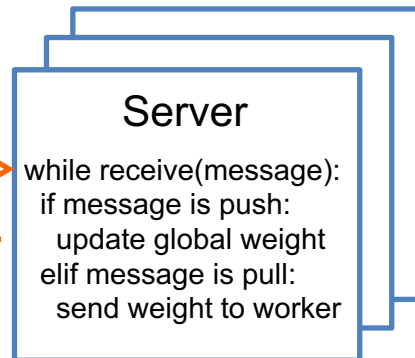 Server
while receive(message):
if message is push:
update global weight
elif message is pull:
send weight to worker